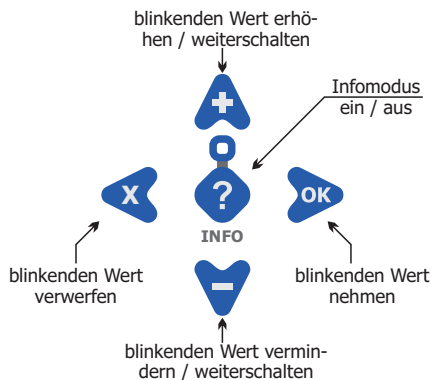 blinkenden Wert erhö-
hen / weiterschalten
Infomodus
ein / aus
+
X
?
OK
INFO
blinkenden Wert
verwerfen
blinkenden Wert
nehmen
−
blinkenden Wert vermin-
dern / weiterschalten